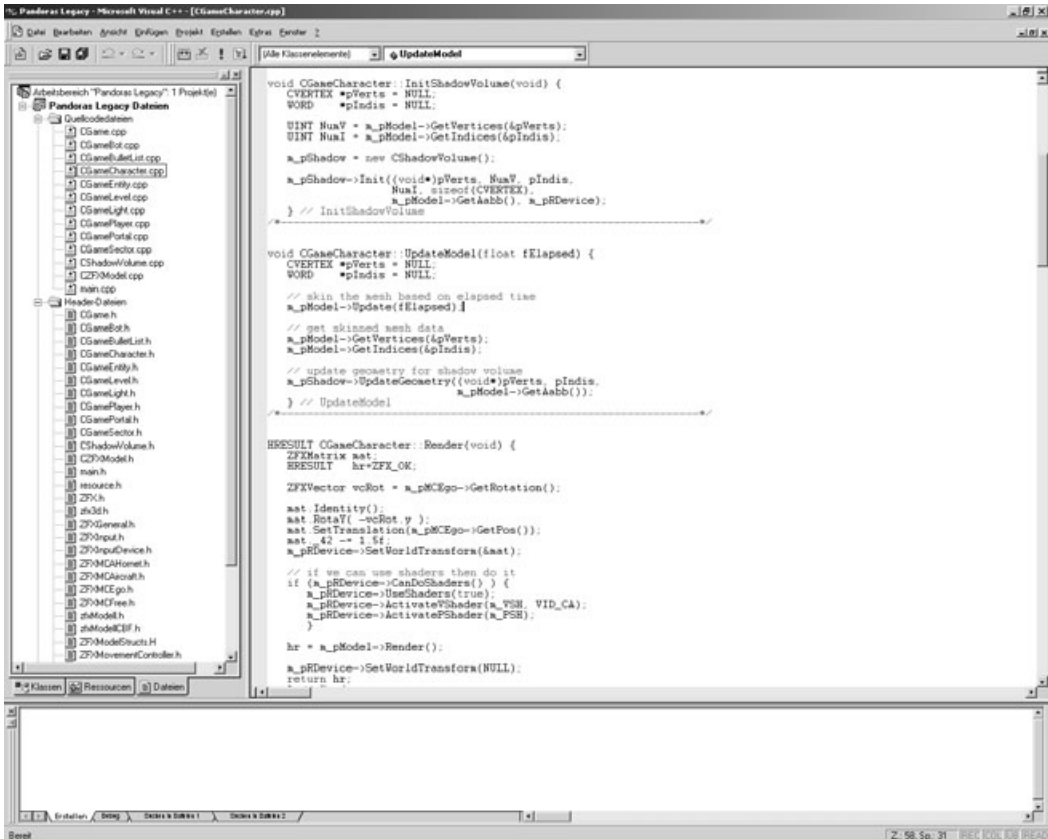 Pandoras Legacy - Microsoft Visual C++ - [CGameCharacter.cpp]
Datei Bearbeiten Ansicht Einfügen Projekt Erstellen Extras Fenster ?
(Alle Klassenelemente) UpdateModel
Arbeitsbereich "Pandoras Legacy": 1 Projekt(e)
Pandoras Legacy Dateien
Quellcodedateien
CGame.cpp
CGameBot.cpp
CGameBulletList.cpp
CGameCharacter.cpp
CGameEntity.cpp
CGameLevel.cpp
CGameLight.cpp
CGamePlayer.cpp
CGamePortal.cpp
CGameSector.cpp
CShadowVolume.cpp
CZFXModel.cpp
main.cpp
Header-Dateien
CGame.h
CGameBot.h
CGameBulletList.h
CGameCharacter.h
CGameEntity.h
CGameLevel.h
CGameLight.h
CGamePlayer.h
CGamePortal.h
CGameSector.h
CShadowVolume.h
CZFXModel.h
main.h
resource.h
ZFX.h
zfx3d.h
ZFXGeneral.h
ZFXInput.h
ZFXInputDevice.h
ZFXMCAHornet.h
ZFXMCAircraft.h
ZFXMCEgo.h
ZFXMCFree.h
zfxModell.h
zfxModellCBF.h
ZFXModelStructs.H
ZFXMovementController.h
Klassen Ressourcen Dateien
void CGameCharacter::InitShadowVolume(void) {
CVERTEX *pVerts = NULL;
WORD *pIndis = NULL;
UINT NumV = m_pModel->GetVertices(&pVerts);
UINT NumI = m_pModel->GetIndices(&pIndis);
m_pShadow = new CShadowVolume();
m_pShadow->Init((void*)pVerts, NumV, pIndis,
NumI, sizeof(CVERTEX),
m_pModel->GetAabb(), m_pRDevice);
} // InitShadowVolume
/*----------------------------------------------------------------*/
void CGameCharacter::UpdateModel(float fElapsed) {
CVERTEX *pVerts = NULL;
WORD *pIndis = NULL;
// skin the mesh based on elapsed time
m_pModel->Update(fElapsed);
// get skinned mesh data
m_pModel->GetVertices(&pVerts);
m_pModel->GetIndices(&pIndis);
// update geometry for shadow volume
m_pShadow->UpdateGeometry((void*)pVerts, pIndis,
m_pModel->GetAabb());
} // UpdateModel
/*----------------------------------------------------------------*/
HRESULT CGameCharacter::Render(void) {
ZFXMatrix mat;
HRESULT hr=ZFX_OK;
ZFXVector vcRot = m_pMCEgo->GetRotation();
mat.Identity();
mat.RotaY( -vcRot.y );
mat.SetTranslation(m_pMCEgo->GetPos());
mat._42 -= 1.5f;
m_pRDevice->SetWorldTransform(&mat);
// if we can use shaders then do it
if (m_pRDevice->CanDoShaders() ) {
m_pRDevice->UseShaders(true);
m_pRDevice->ActivateVShader(m_VSH, VID_CA);
m_pRDevice->ActivatePShader(m_PSH);
}
hr = m_pModel->Render();
m_pRDevice->SetWorldTransform(NULL);
return hr;
Erstellen Debug
Bereit
Z 58, Sp. 31